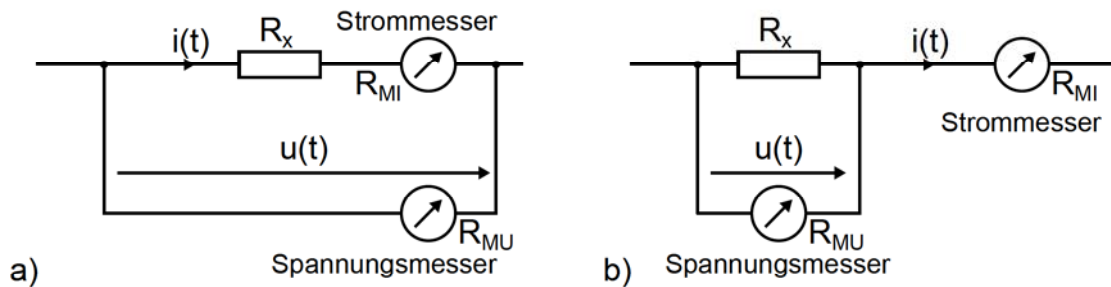 Strommesser
i(t)
Rx
RMI
u(t)
RMU
Spannungsmesser
a)
Rx
i(t)
RMI
Strommesser
u(t)
RMU
Spannungsmesser
b)